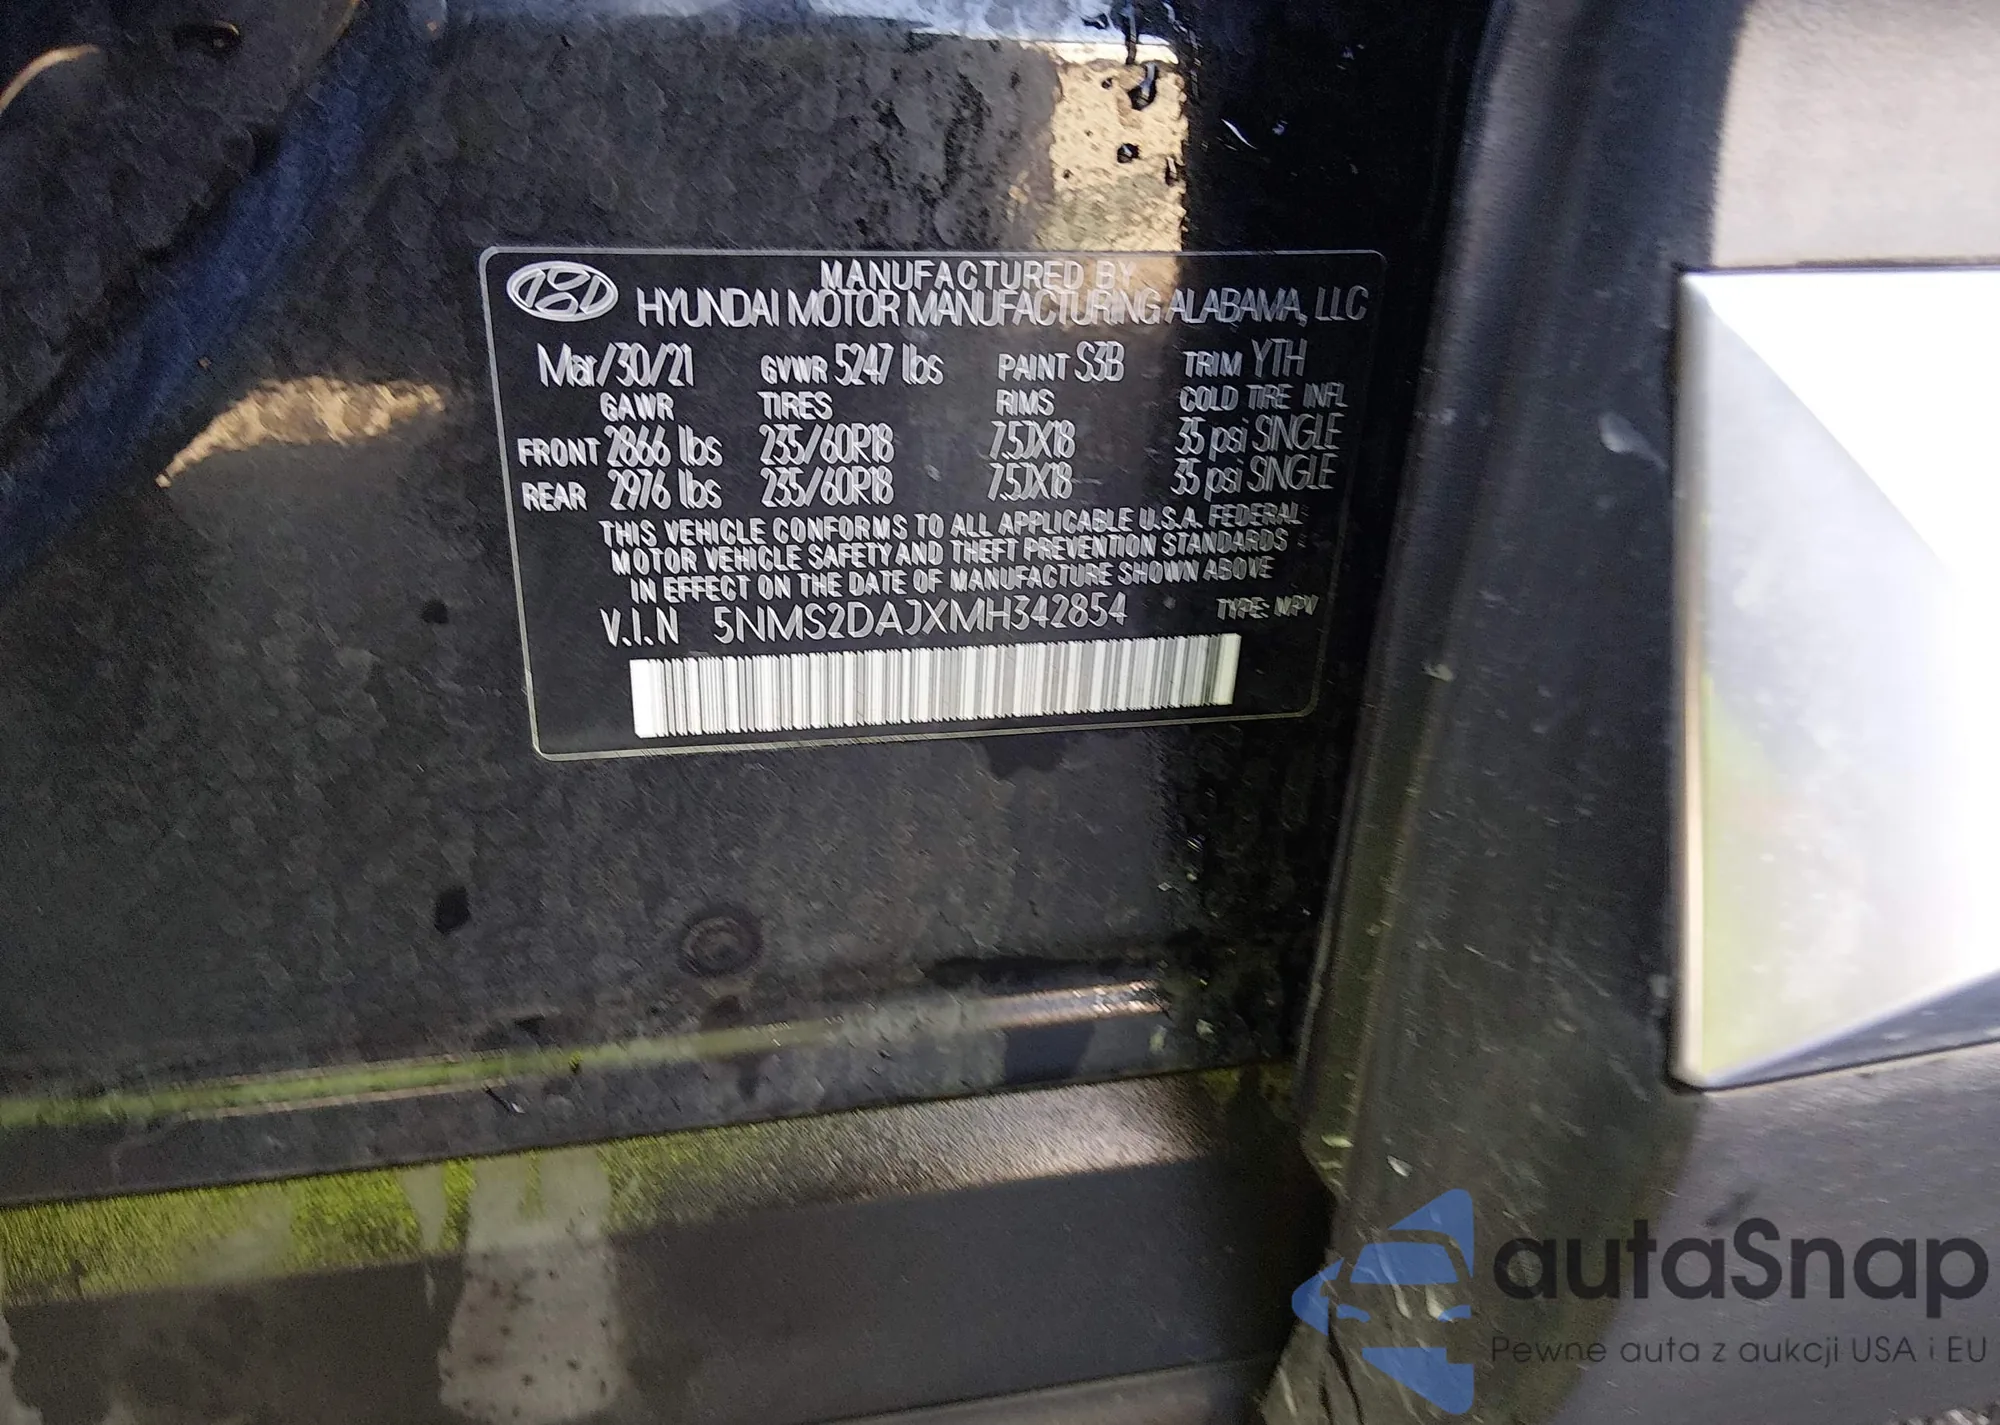 MANUFACTURED BY
HYUNDAI MOTOR MANUFACTURING ALABAMA, LLC
Mar/30/21 GVWR 5247 lbs PAINT S3B TRIM YTH
GAWR TIRES RIMS COLD TIRE INFL
FRONT 2866 lbs 235/60R18 7.5JX18 35 psi SINGLE
REAR 2976 lbs 235/60R18 7.5JX18 35 psi SINGLE
THIS VEHICLE CONFORMS TO ALL APPLICABLE U.S.A. FEDERAL
MOTOR VEHICLE SAFETY AND THEFT PREVENTION STANDARDS
IN EFFECT ON THE DATE OF MANUFACTURE SHOWN ABOVE
V.I.N 5NMS2DAJXMH342854 TYPE: MPV
autaSnap
Pewne auta z aukcji USA i EU